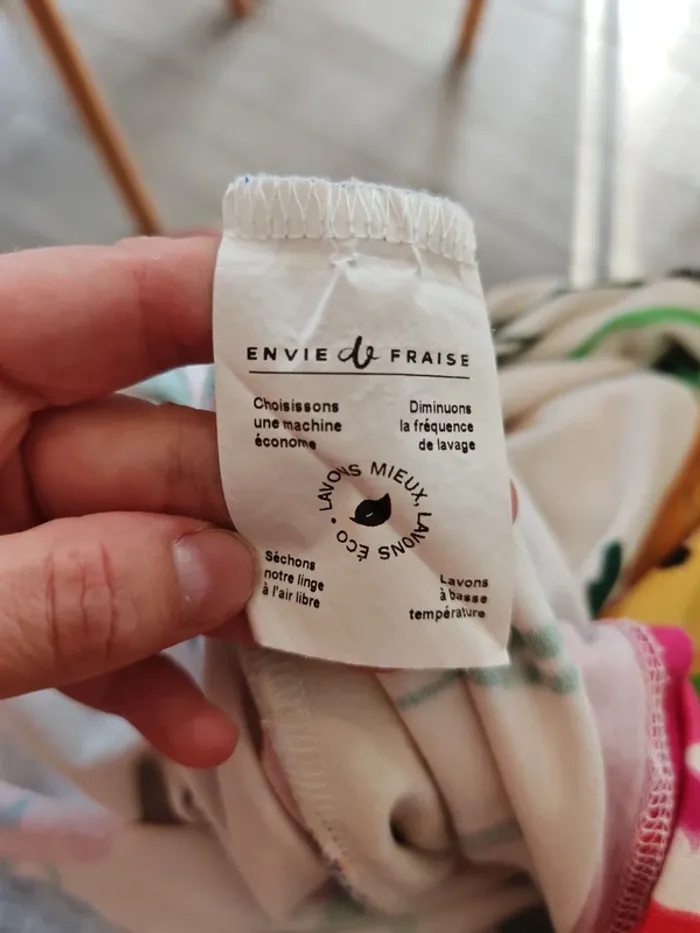 ENVIE de FRAISE
Choisissons
une machine
économe
Diminuons
la fréquence
de lavage
LAVONS MIEUX, LAVONS ÉCO •
Séchons
notre linge
à l'air libre
Lavons
à basse
température